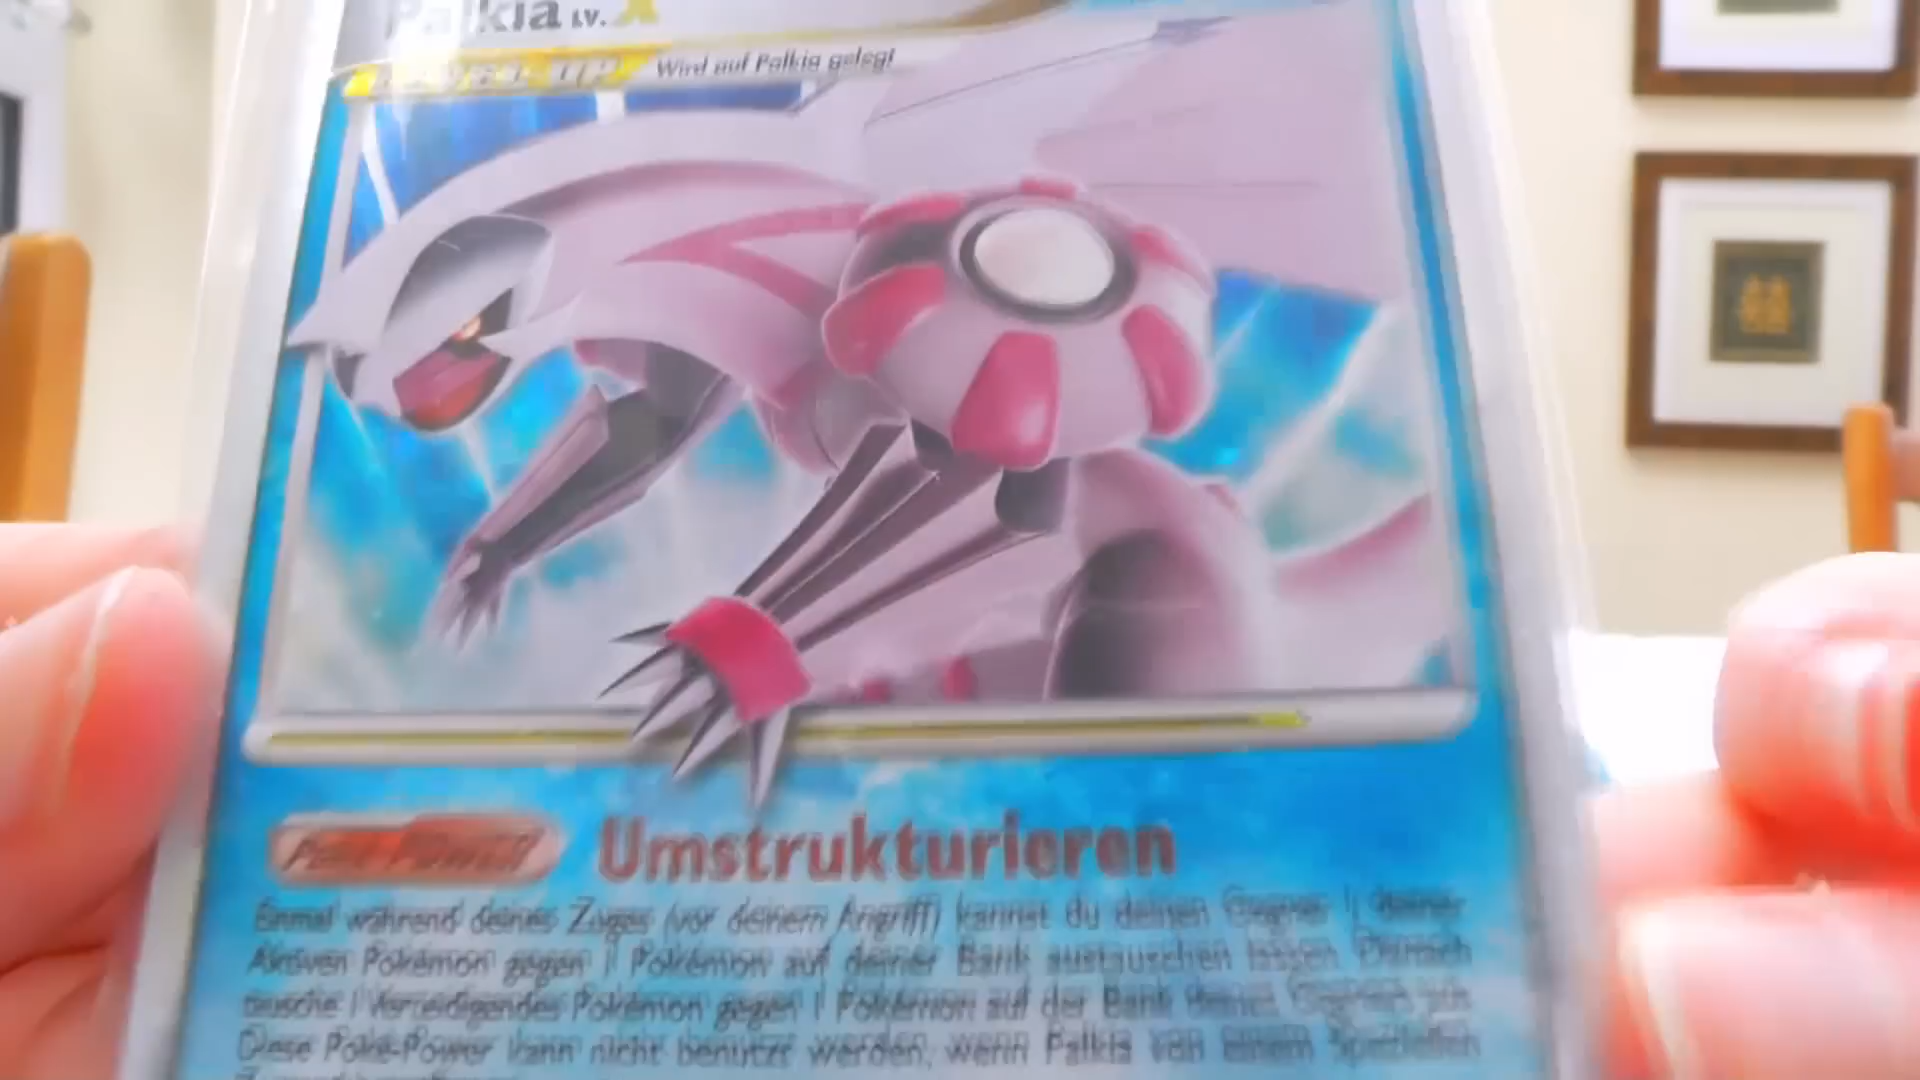 Palkia LV. X
LEVEL-UP Wird auf Palkia gelegt
Poké-POWER Umstrukturieren
Einmal während deines Zuges (vor deinem Angriff) kannst du deinen Gegner 1 deiner
Aktiven Pokémon gegen 1 Pokémon auf deiner Bank austauschen lassen. Danach
tausche 1 Verteidigendes Pokémon gegen 1 Pokémon auf der Bank deines Gegners aus.
Diese Poké-Power kann nicht benutzt werden, wenn Palkia von einem Speziellen